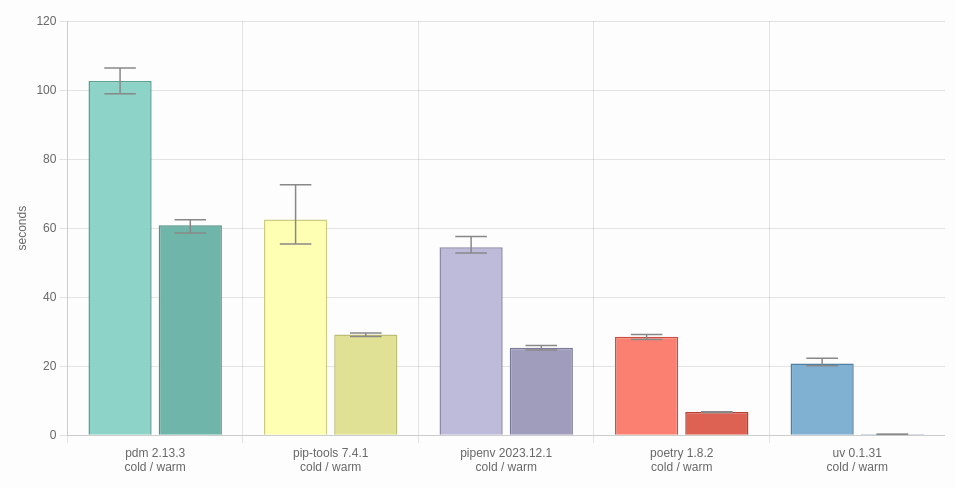 120
100
80
60
40
20
0
seconds
pdm 2.13.3
cold / warm
pip-tools 7.4.1
cold / warm
pipenv 2023.12.1
cold / warm
poetry 1.8.2
cold / warm
uv 0.1.31
cold / warm